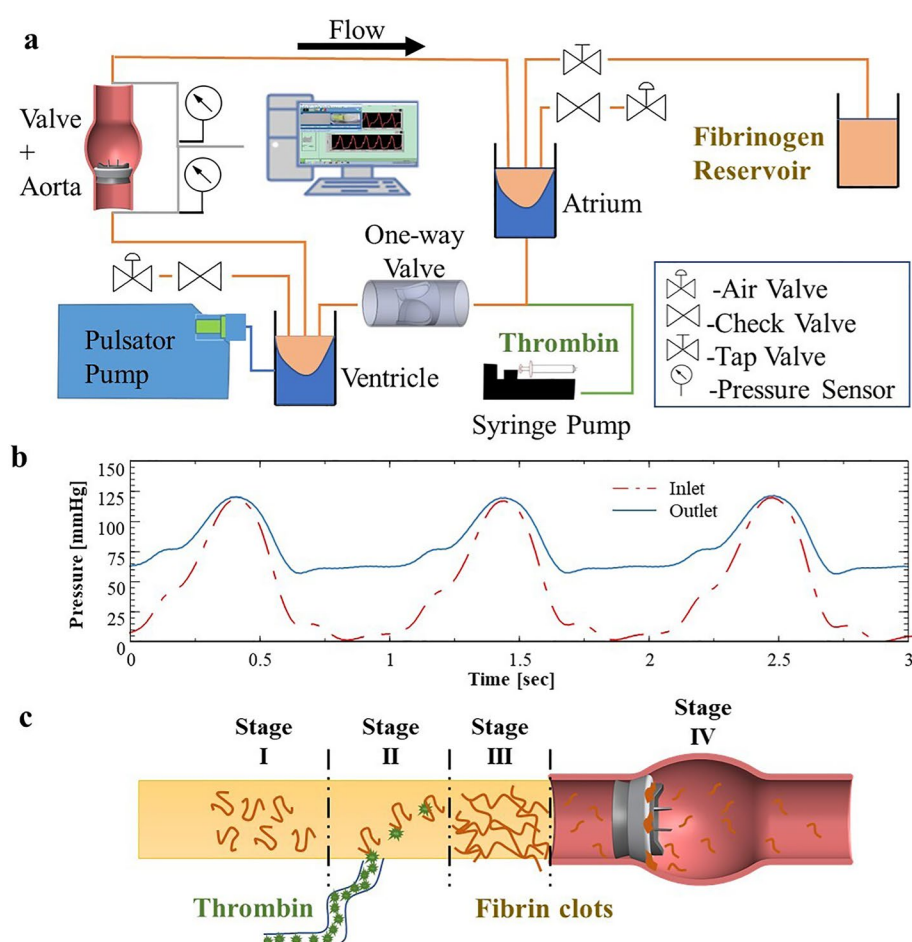 a
Flow
Valve
+
Aorta
Fibrinogen
Reservoir
Atrium
One-way
Valve
Pulsator
Pump
Ventricle
Thrombin
Syringe Pump
-Air Valve
-Check Valve
-Tap Valve
-Pressure Sensor
b
150
125
100
75
50
25
0
Pressure [mmHg]
Inlet
Outlet
0 0.5 1 1.5 2 2.5 3
Time [sec]
c
Stage
I
Stage
II
Stage
III
Stage
IV
Thrombin
Fibrin clots